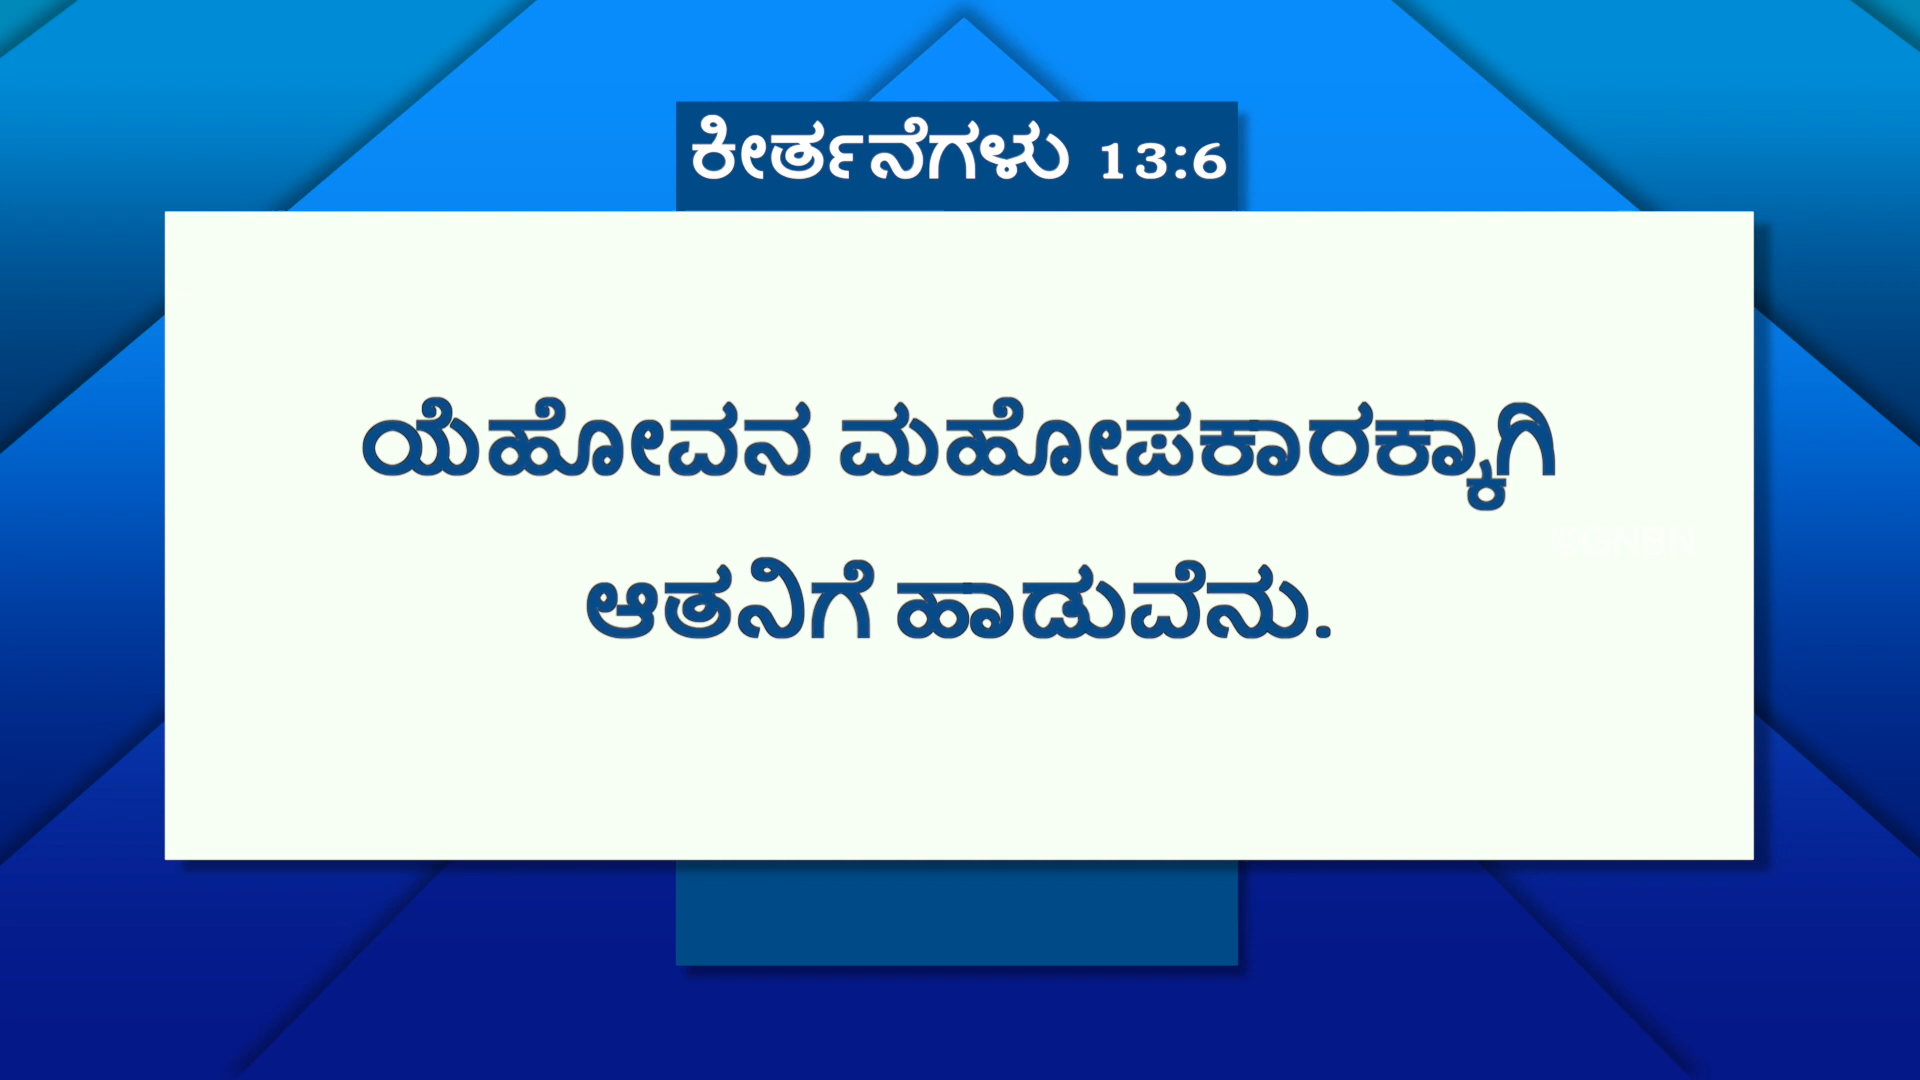 ಕೀರ್ತನೆಗಳು 13:6
ಯೆಹೋವನ ಮಹೋಪಕಾರಕ್ಕಾಗಿ
ಆತನಿಗೆ ಹಾಡುವೆನು.